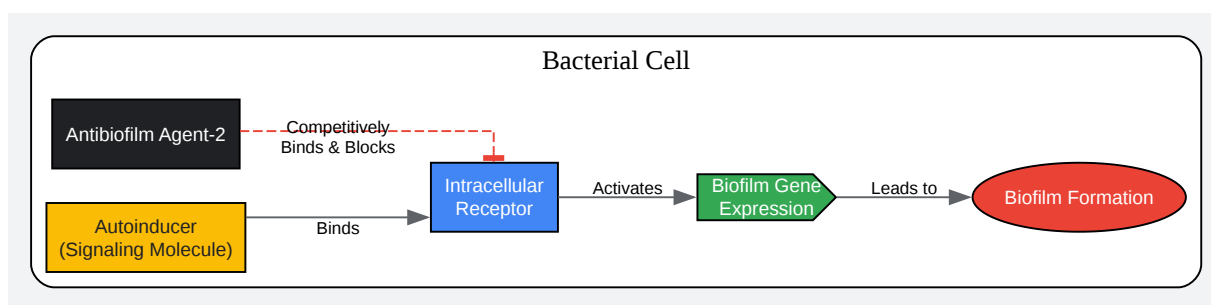 Bacterial Cell
Antibiofilm Agent-2
Competitively
Binds & Blocks
Autoinducer
(Signaling Molecule)
Binds
Intracellular
Receptor
Activates
Biofilm Gene
Expression
Leads to
Biofilm Formation